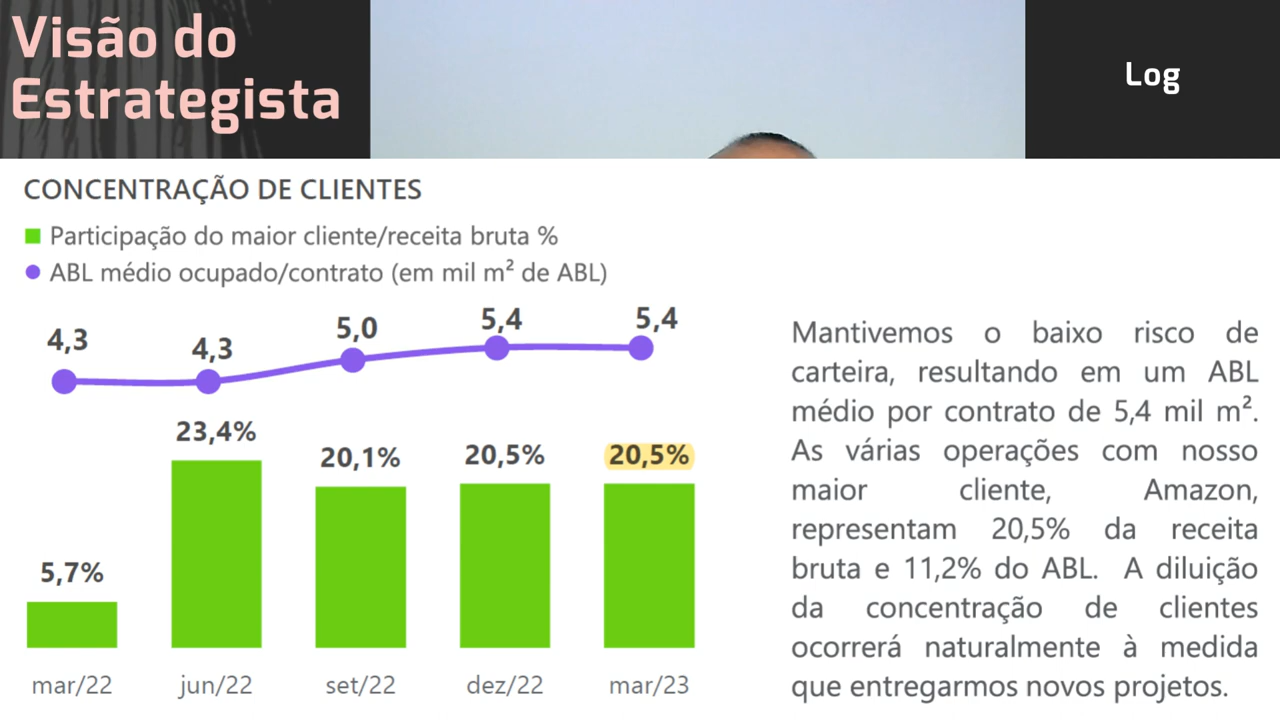 Visão do
Estrategista
Log
CONCENTRAÇÃO DE CLIENTES
Participação do maior cliente/receita bruta %
ABL médio ocupado/contrato (em mil m² de ABL)
4,3 4,3 5,0 5,4 5,4
5,7% 23,4% 20,1% 20,5% 20,5%
mar/22 jun/22 set/22 dez/22 mar/23
Mantivemos o baixo risco de
carteira, resultando em um ABL
médio por contrato de 5,4 mil m².
As várias operações com nosso
maior cliente, Amazon,
representam 20,5% da receita
bruta e 11,2% do ABL. A diluição
da concentração de clientes
ocorrerá naturalmente à medida
que entregarmos novos projetos.